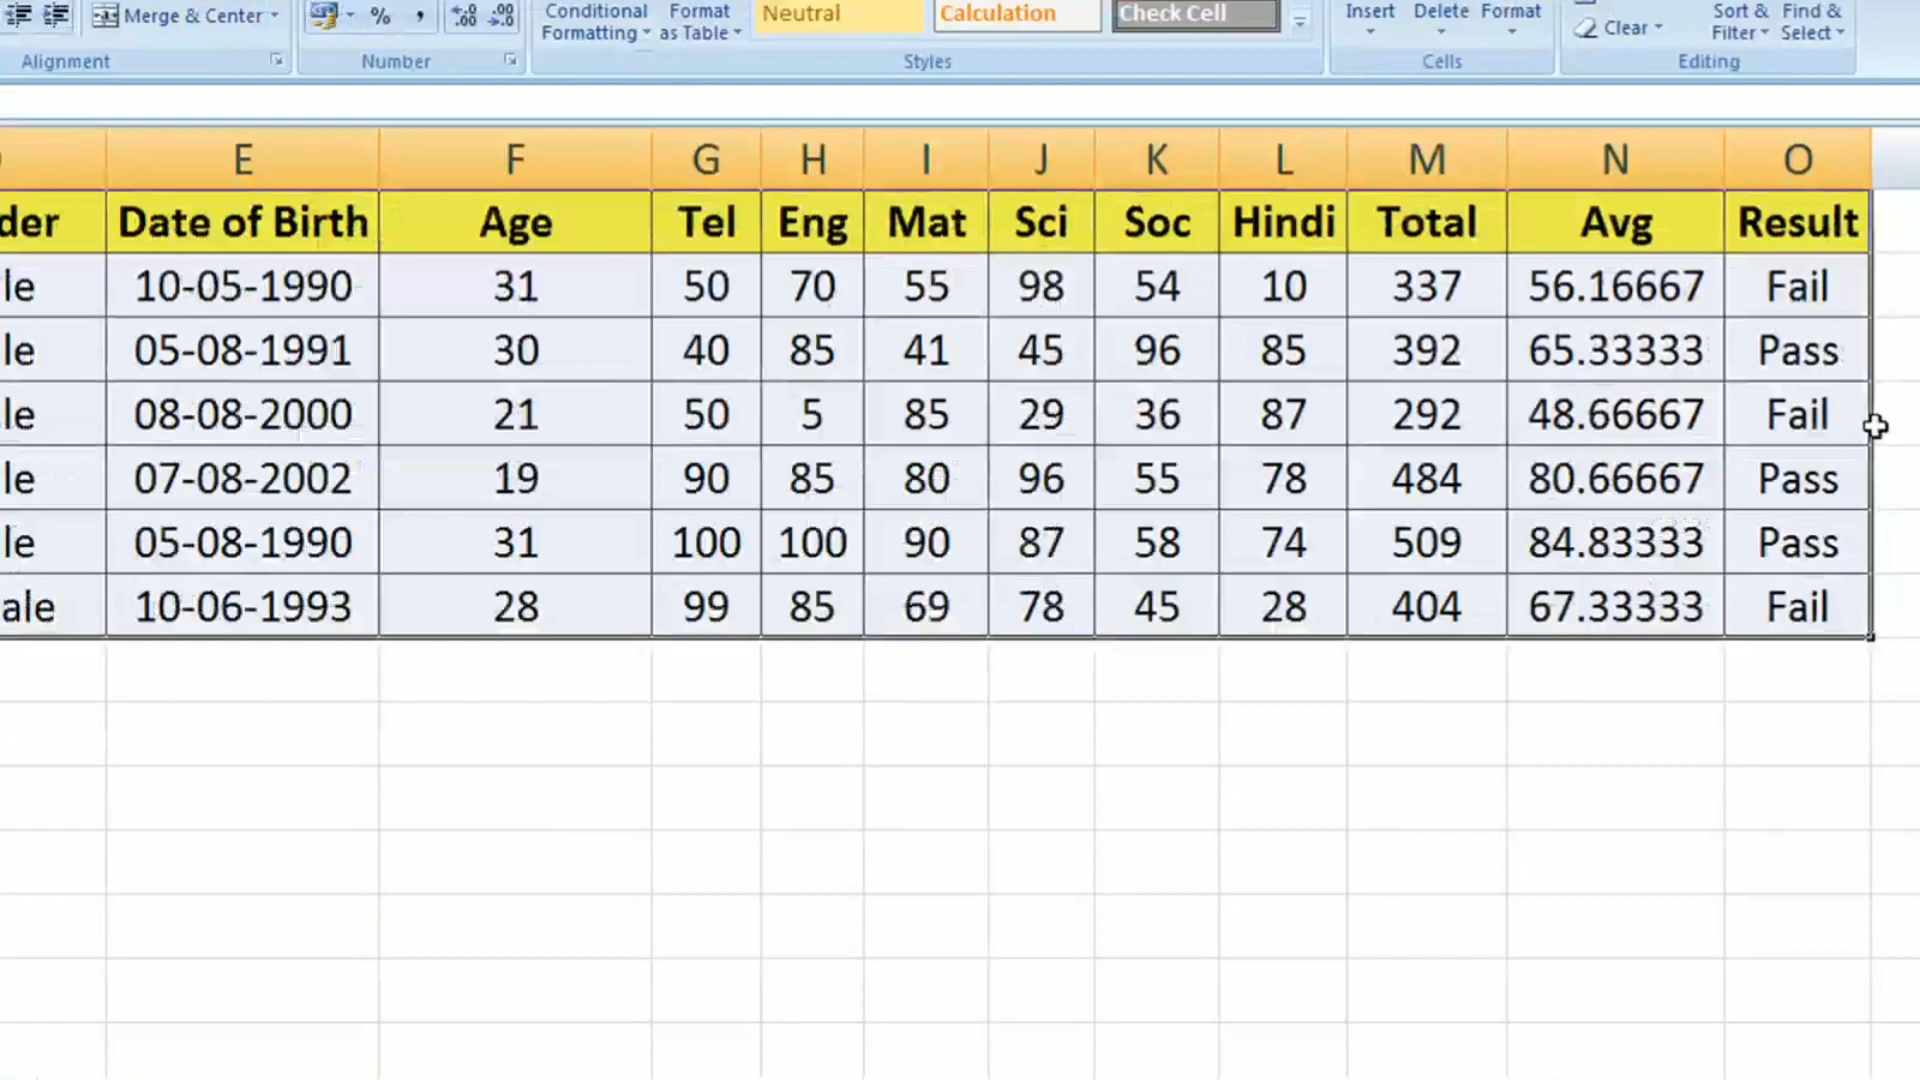 Merge & Center
%
,
.0 .00
.00 .0
Conditional Formatting
Format as Table
Neutral
Calculation
Check Cell
Insert
Delete
Format
Clear
Sort & Filter
Find & Select
Alignment
Number
Styles
Cells
Editing
E F G H I J K L M N O
der Date of Birth Age Tel Eng Mat Sci Soc Hindi Total Avg Result
le 10-05-1990 31 50 70 55 98 54 10 337 56.16667 Fail
le 05-08-1991 30 40 85 41 45 96 85 392 65.33333 Pass
le 08-08-2000 21 50 5 85 29 36 87 292 48.66667 Fail
le 07-08-2002 19 90 85 80 96 55 78 484 80.66667 Pass
le 05-08-1990 31 100 100 90 87 58 74 509 84.83333 Pass
ale 10-06-1993 28 99 85 69 78 45 28 404 67.33333 Fail